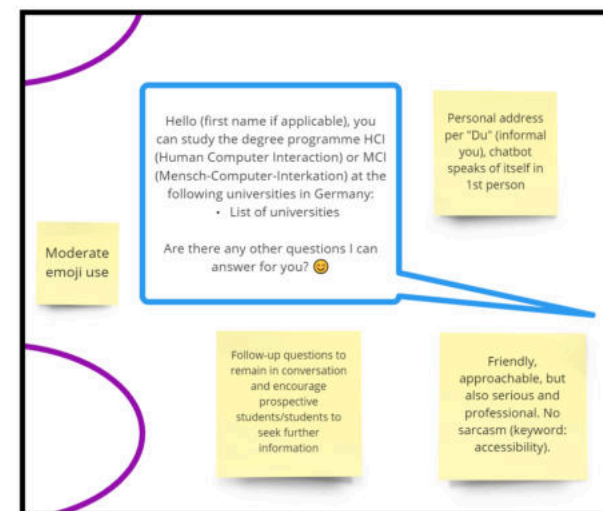 Hello (first name if applicable), you
can study the degree programme HCI
(Human Computer Interaction) or MCI
(Mensch-Computer-Interkation) at the
following universities in Germany:
• List of universities
Are there any other questions I can
answer for you? 😊
Personal address
per "Du" (informal
you), chatbot
speaks of itself in
1st person
Moderate
emoji use
Follow-up questions to
remain in conversation
and encourage
prospective
students/students to
seek further
information
Friendly,
approachable, but
also serious and
professional. No
sarcasm (keyword:
accessibility).